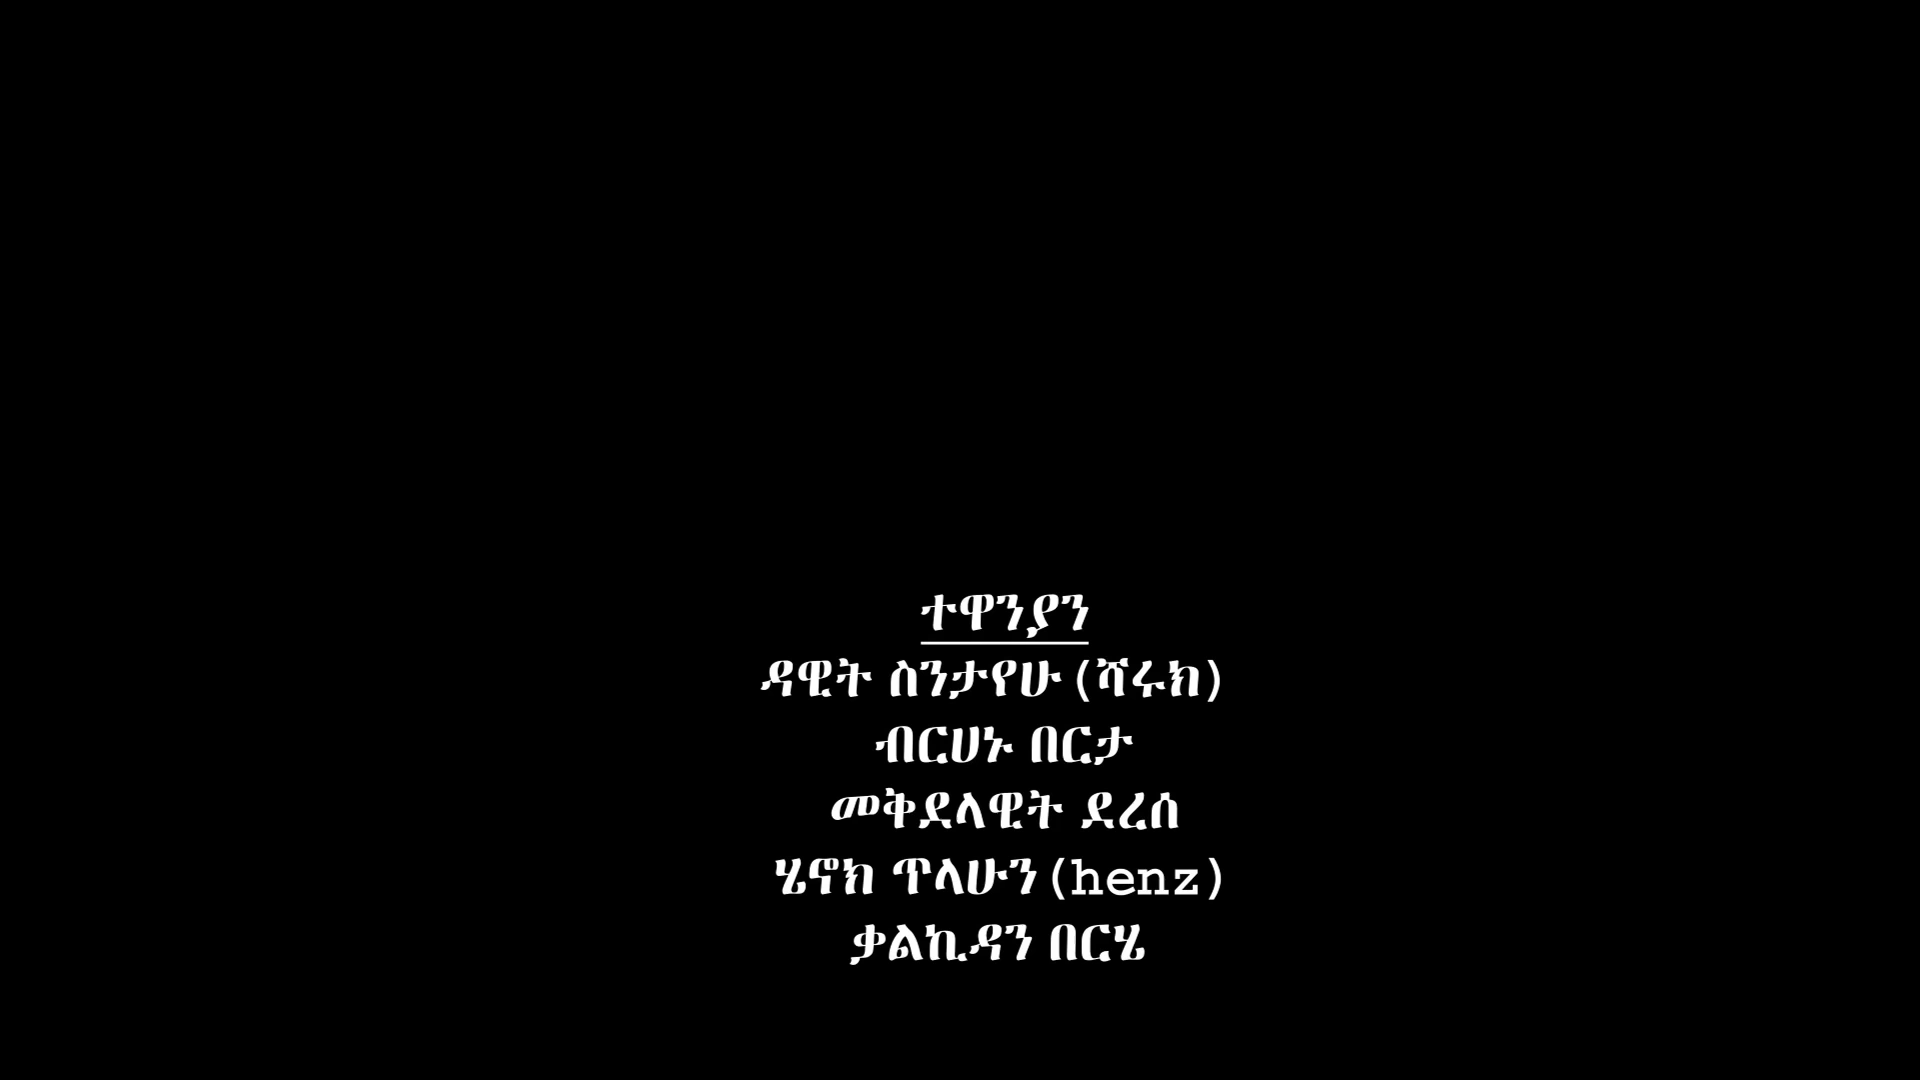 ተዋንያን
ዳዊት ስንታየሁ(ሻሩክ)
ብርሀኑ በርታ
መቅደላዊት ደረሰ
ሄኖክ ጥላሁን(henz)
ቃልኪዳን በርሄ